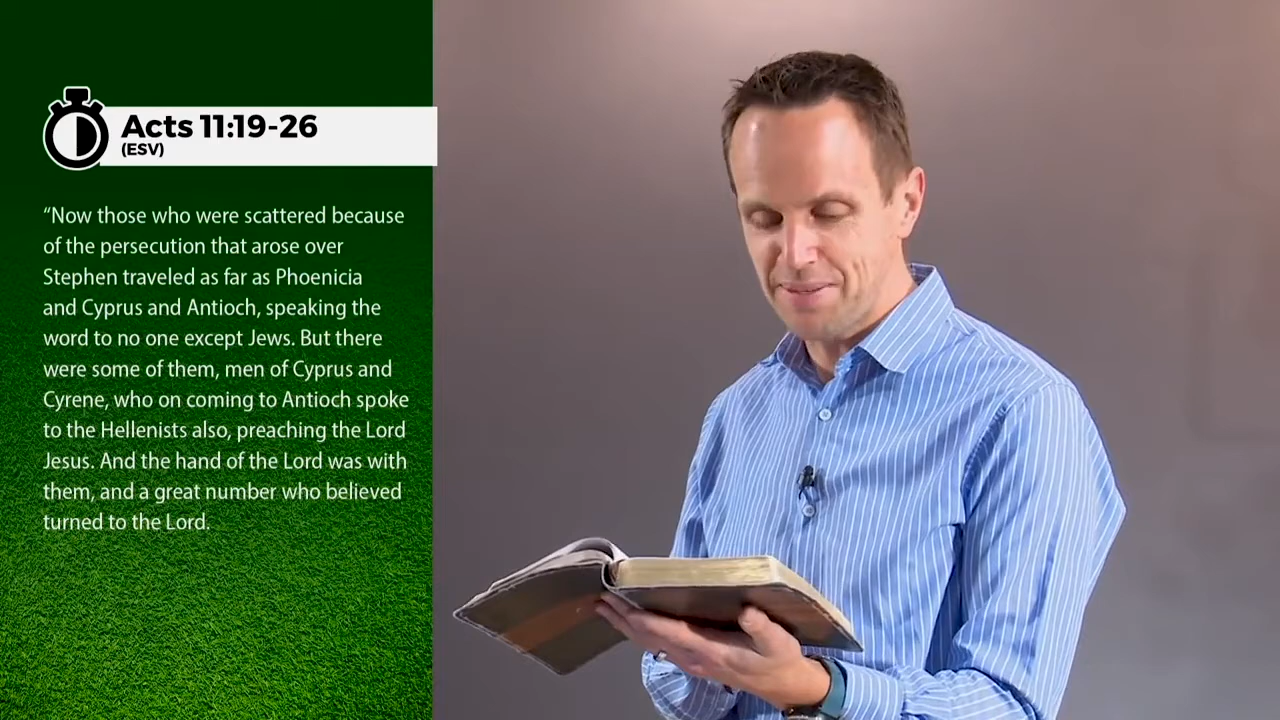 Acts 11:19-26
(ESV)
“Now those who were scattered because
of the persecution that arose over
Stephen traveled as far as Phoenicia
and Cyprus and Antioch, speaking the
word to no one except Jews. But there
were some of them, men of Cyprus and
Cyrene, who on coming to Antioch spoke
to the Hellenists also, preaching the Lord
Jesus. And the hand of the Lord was with
them, and a great number who believed
turned to the Lord.